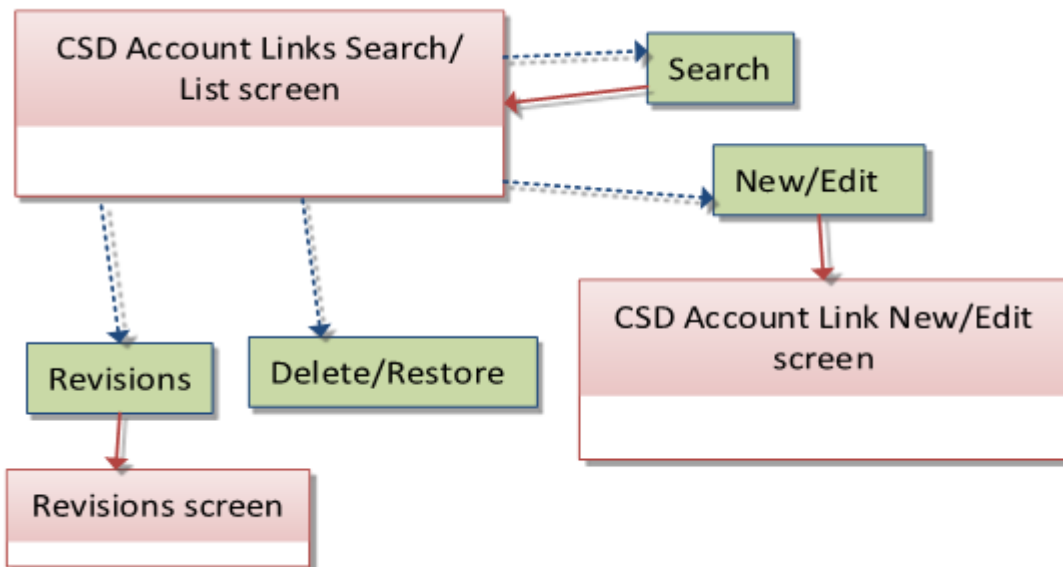 CSD Account Links Search/
List screen
Search
New/Edit
CSD Account Link New/Edit
screen
Revisions
Delete/Restore
Revisions screen